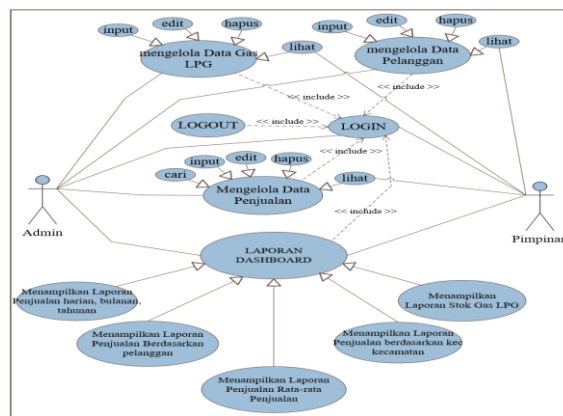 input
edit
hapus
lihat
mengelola Data Gas
LPG
input
edit
hapus
lihat
mengelola Data
Pelanggan
<< include >>
<< include >>
LOGOUT
<< include >>
LOGIN
cari
input
edit
hapus
lihat
<< include >>
Mengelola Data
Penjualan
<< include >>
Admin
Pimpinan
LAPORAN
DASHBOARD
Menampilkan Laporan
Penjualan harian, bulanan,
tahunan
Menampilkan
Laporan Stok Gas LPG
Menampilkan Laporan
Penjualan Berdasarkan
pelanggan
Menampilkan Laporan
Penjualan berdasarkan kec
kecamatan
Menampilkan Laporan
Penjualan Rata-rata
Penjualan